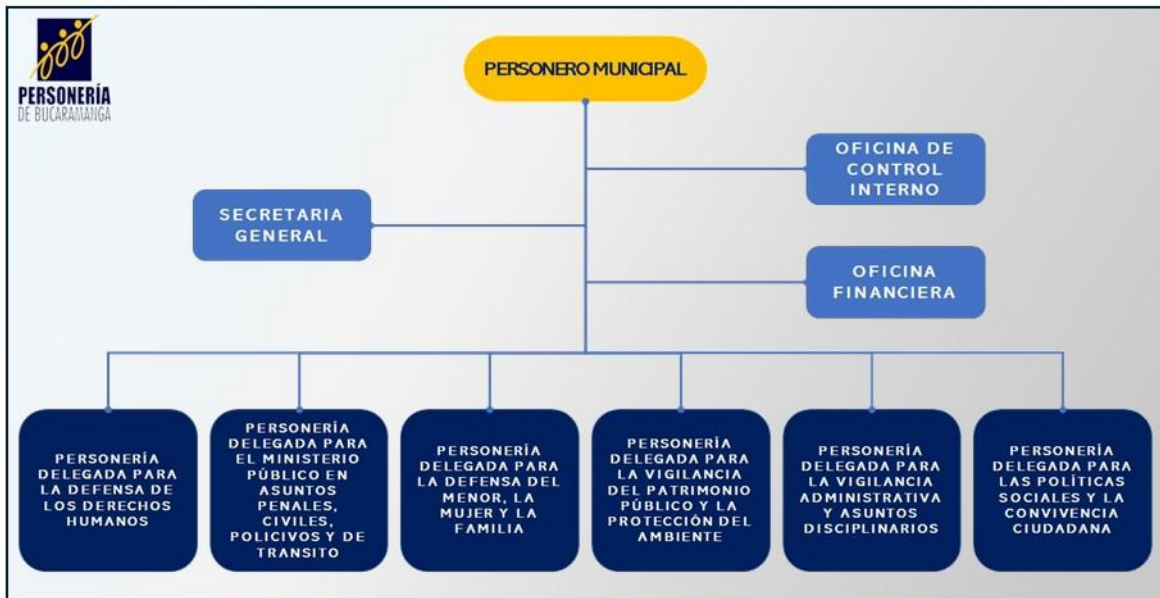 PERSONERÍA
DE BUCARAMANGA
PERSONERO MUNICIPAL
OFICINA DE
CONTROL
INTERNO
SECRETARIA
GENERAL
OFICINA
FINANCIERA
PERSONERÍA
DELEGADA PARA
LA DEFENSA DE
LOS DERECHOS
HUMANOS
PERSONERÍA
DELEGADA PARA
EL MINISTERIO
PÚBLICO EN
ASUNTOS
PENALES,
CIVILES,
POLICIVOS Y DE
TRANSITO
PERSONERÍA
DELEGADA PARA
LA DEFENSA DEL
MENOR, LA
MUJER Y LA
FAMILIA
PERSONERÍA
DELEGADA PARA
LA VIGILANCIA
DEL PATRIMONIO
PÚBLICO Y LA
PROTECCIÓN DEL
AMBIENTE
PERSONERÍA
DELEGADA PARA
LA VIGILANCIA
ADMINISTRATIVA
Y ASUNTOS
DISCIPLINARIOS
PERSONERÍA
DELEGADA PARA
LAS POLÍTICAS
SOCIALES Y LA
CONVIVENCIA
CIUDADANA